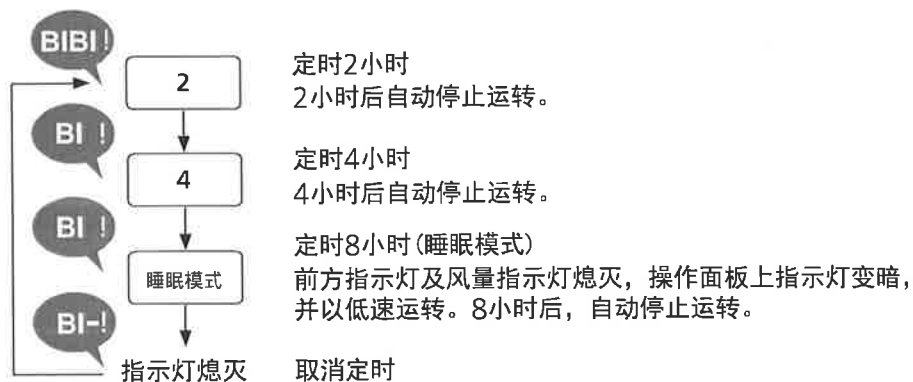 BIBI!
2
定时2小时
2小时后自动停止运转。
BI !
4
定时4小时
4小时后自动停止运转。
BI !
睡眠模式
定时8小时(睡眠模式)
前方指示灯及风量指示灯熄灭，操作面板上指示灯变暗，
并以低速运转。8小时后，自动停止运转。
BI-!
指示灯熄灭
取消定时